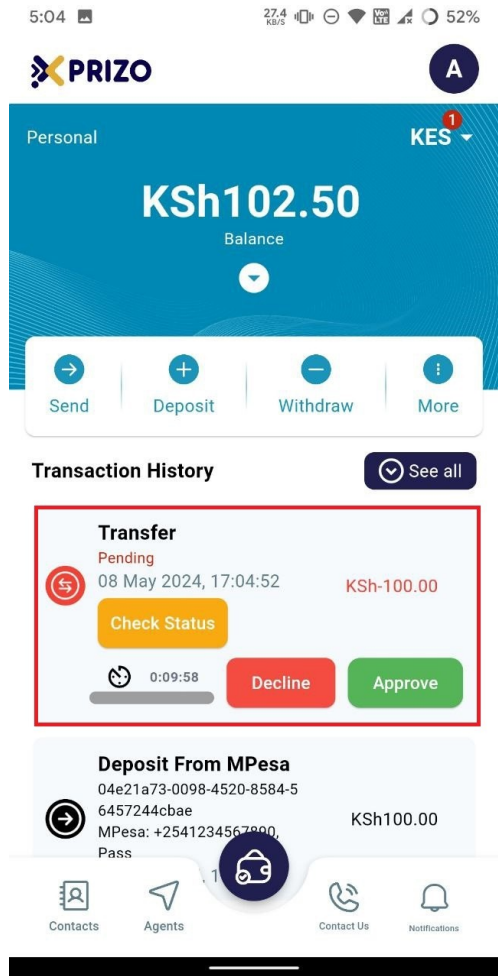 5:04
27.4 KB/S
Vo)) LTE
52%
XPRIZO
A
Personal
KES
1
KSh102.50
Balance
Send
Deposit
Withdraw
More
Transaction History
See all
Transfer
Pending
08 May 2024, 17:04:52
KSh-100.00
Check Status
0:09:58
Decline
Approve
Deposit From MPesa
04e21a73-0098-4520-8584-5
6457244cbae
KSh100.00
MPesa: +2541234567890,
Pass
Contacts
Agents
Contact Us
Notifications